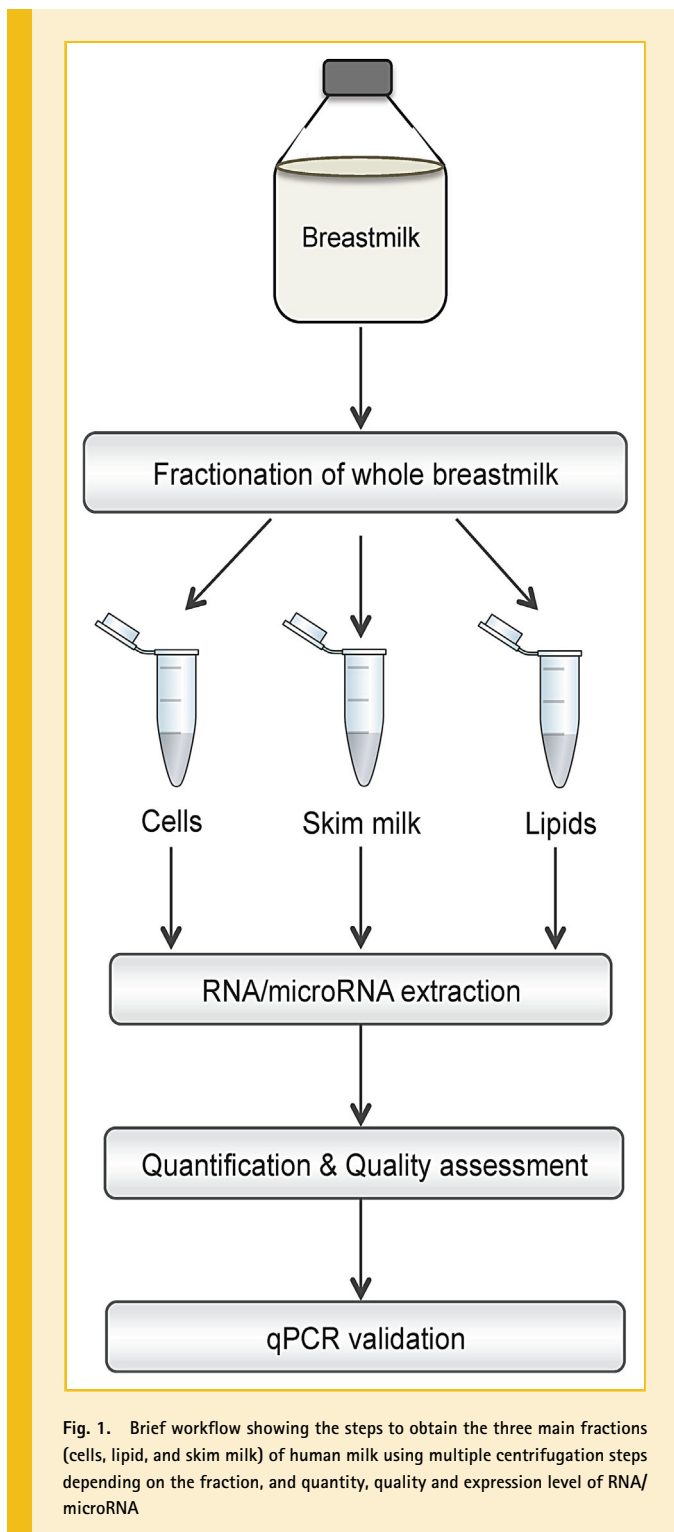 Breastmilk
Fractionation of whole breastmilk
Cells
Skim milk
Lipids
RNA/microRNA extraction
Quantification & Quality assessment
qPCR validation
Fig. 1. Brief workflow showing the steps to obtain the three main fractions
(cells, lipid, and skim milk) of human milk using multiple centrifugation steps
depending on the fraction, and quantity, quality and expression level of RNA/
microRNA